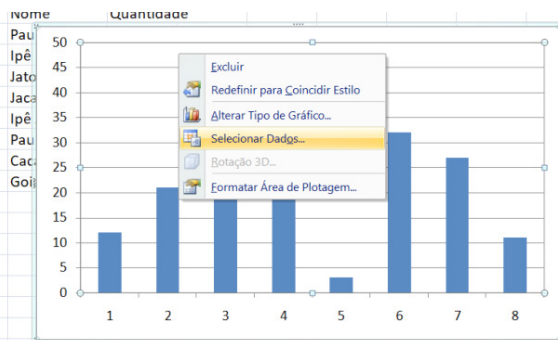 Nome Quantidade
Pau
Ipê
Jato
Jaca
Ipê
Pau
Caca
Goi
50
45
40
35
30
25
20
15
10
5
0
Excluir
Redefinir para Coincidir Estilo
Alterar Tipo de Gráfico...
Selecionar Dados...
Rotação 3D...
Formatar Área de Plotagem...
1 2 3 4 5 6 7 8